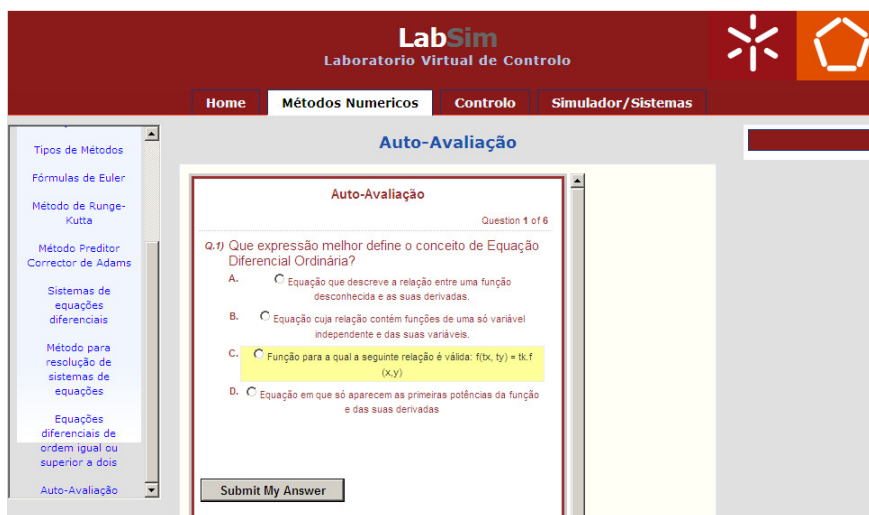 LabSim
Laboratorio Virtual de Controlo
Home
Métodos Numericos
Controlo
Simulador/Sistemas
Tipos de Métodos
Fórmulas de Euler
Método de Runge-
Kutta
Método Preditor
Corrector de Adams
Sistemas de
equações
diferenciais
Método para
resolução de
sistemas de
equações
Equações
diferenciais de
ordem igual ou
superior a dois
Auto-Avaliação
Auto-Avaliação
Auto-Avaliação
Question 1 of 6
Q.1) Que expressão melhor define o conceito de Equação
Diferencial Ordinária?
A. Equação que descreve a relação entre uma função
desconhecida e as suas derivadas.
B. Equação cuja relação contém funções de uma só variável
independente e das suas variáveis.
C. Função para a qual a seguinte relação é válida: f(tx, ty) = tk.f
(x,y)
D. Equação em que só aparecem as primeiras potências da função
e das suas derivadas
Submit My Answer